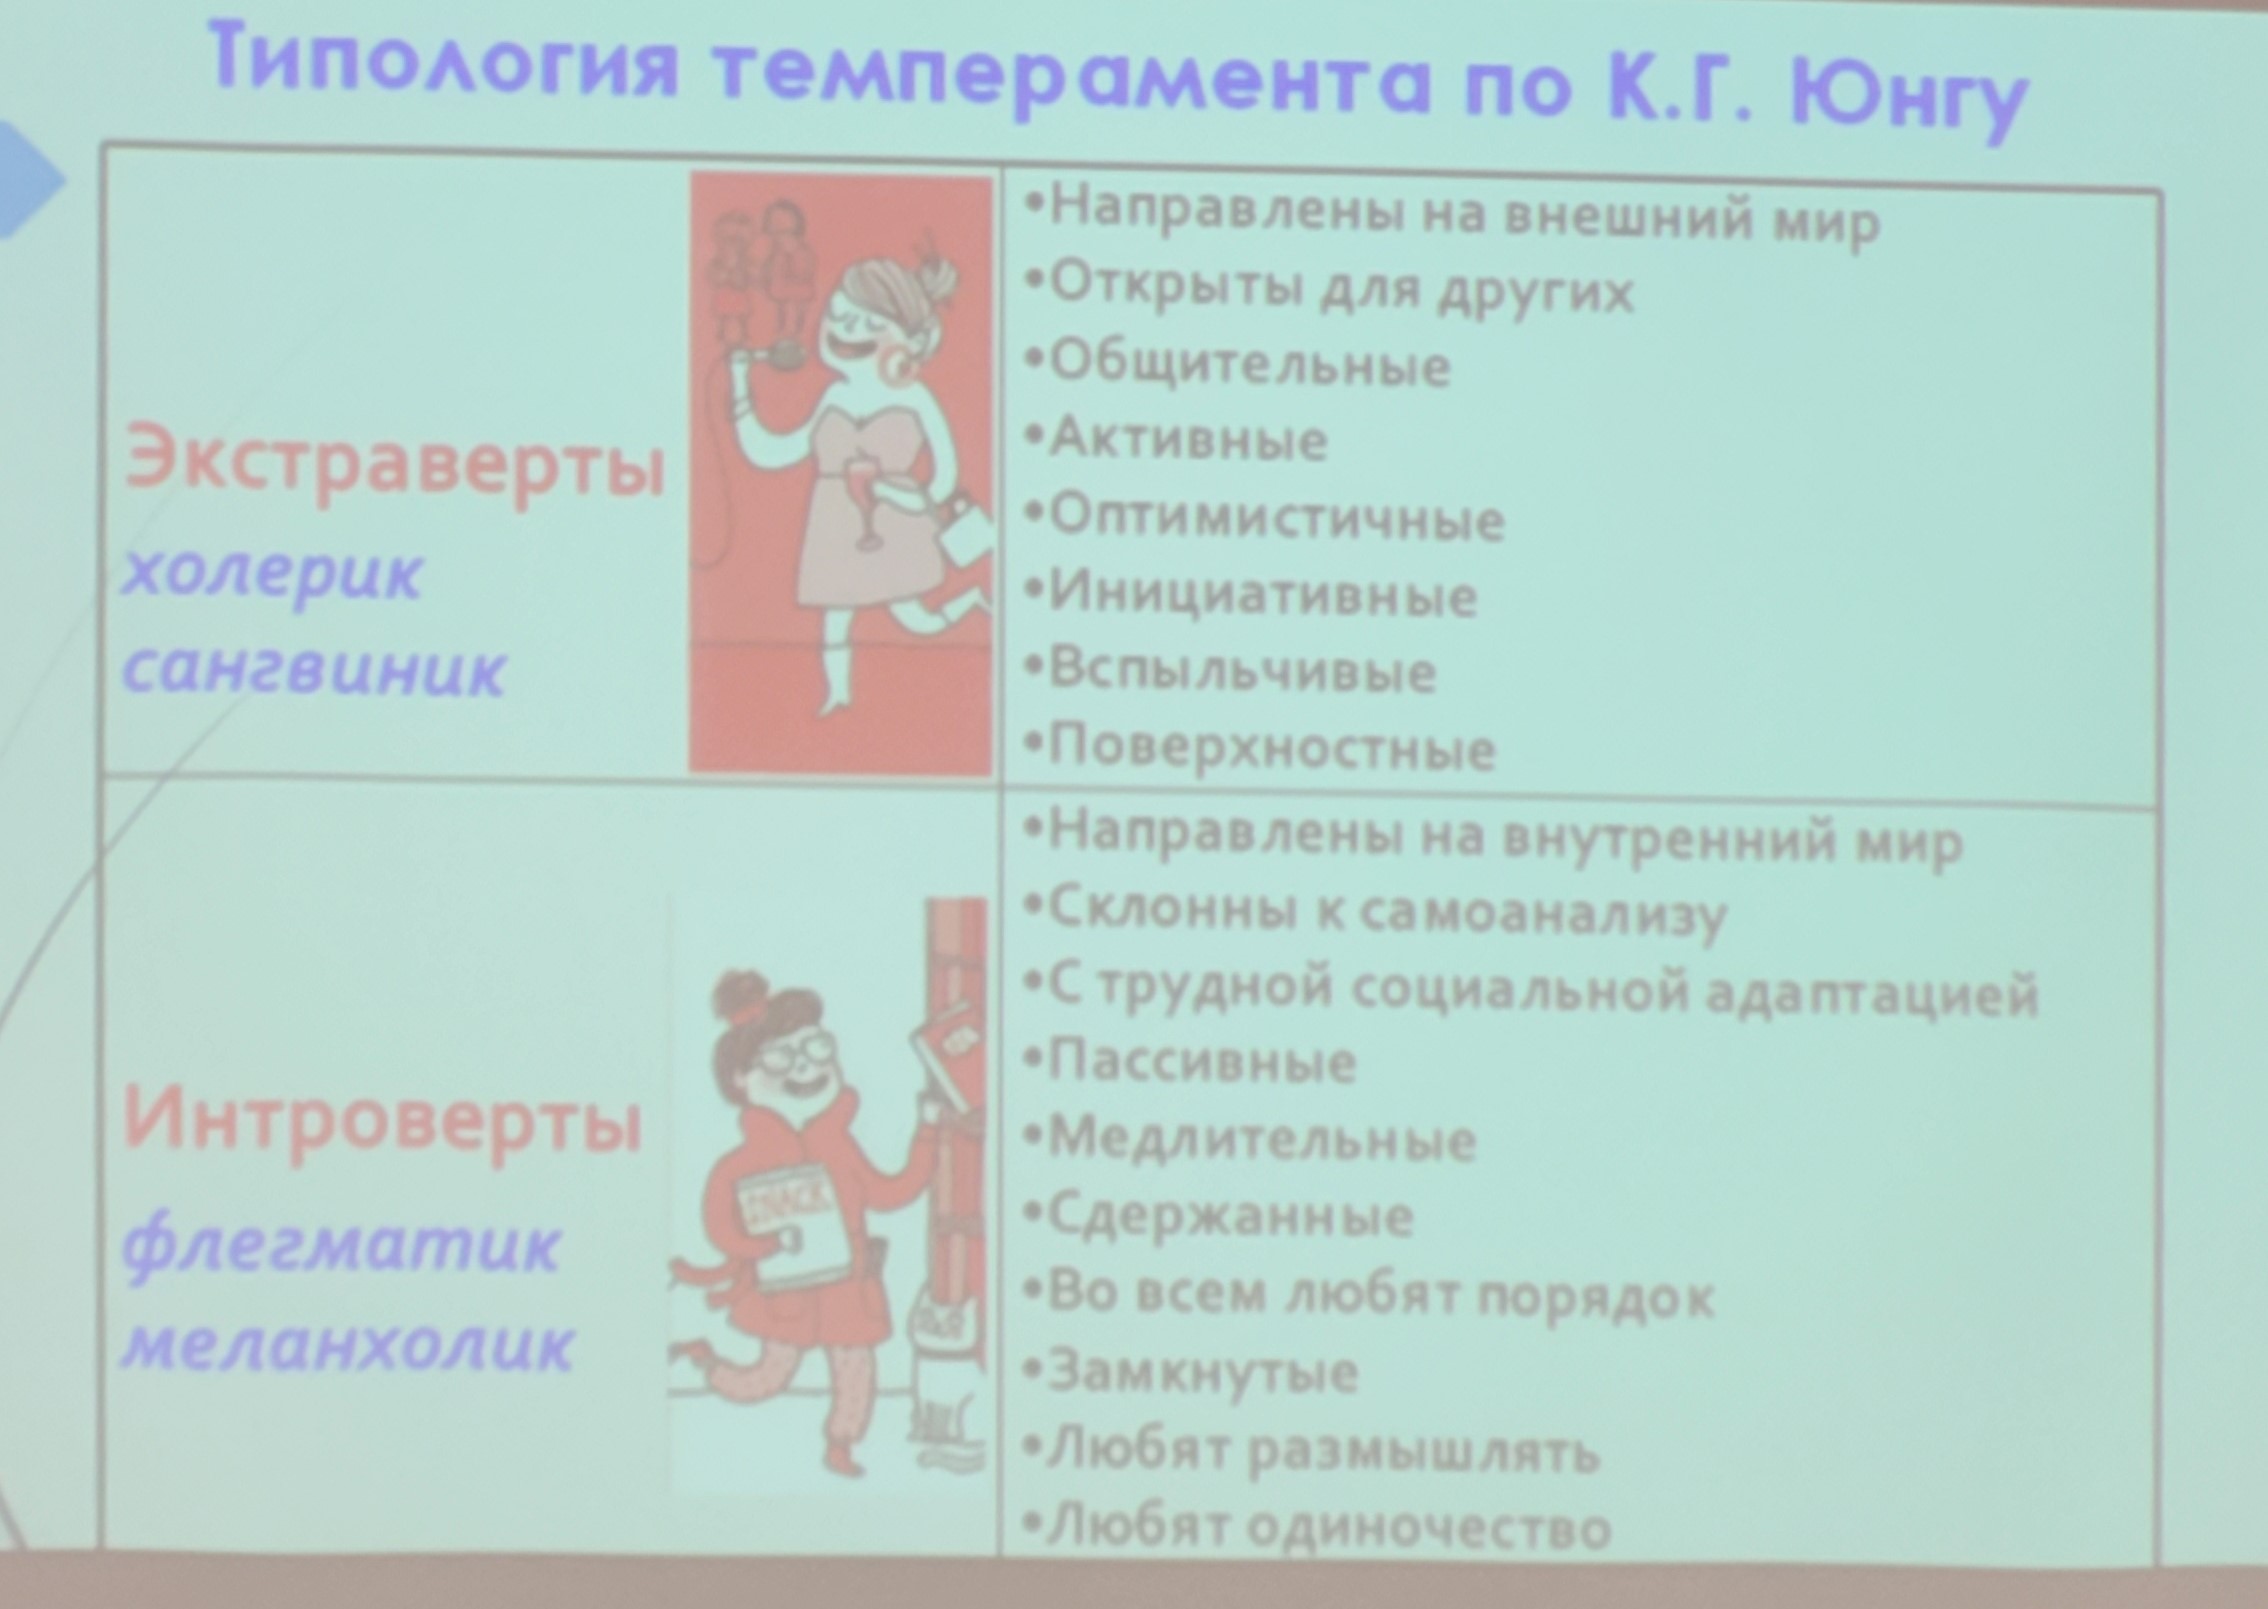 Типология темперамента по К.Г. Юнгу
Экстраверты
холерик
сангвиник
•Направлены на внешний мир
•Открыты для других
•Общительные
•Активные
•Оптимистичные
•Инициативные
•Вспыльчивые
•Поверхностные
Интроверты
флегматик
меланхолик
SNACK
•Направлены на внутренний мир
•Склонны к самоанализу
•С трудной социальной адаптацией
•Пассивные
•Медлительные
•Сдержанные
•Во всем любят порядок
•Замкнутые
•Любят размышлять
•Любят одиночество